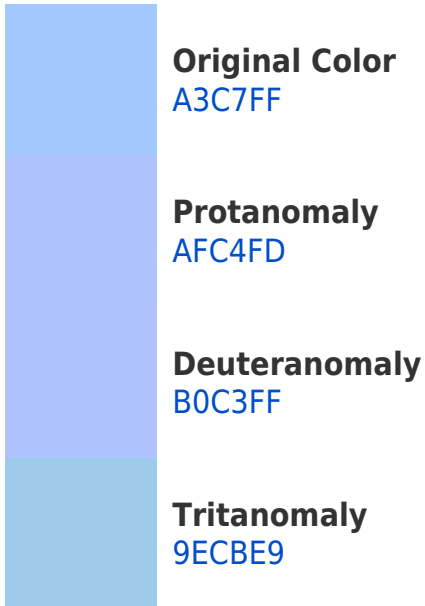 Original Color
A3C7FF
Protanomaly
AFC4FD
Deuteranomaly
B0C3FF
Tritanomaly
9ECBE9